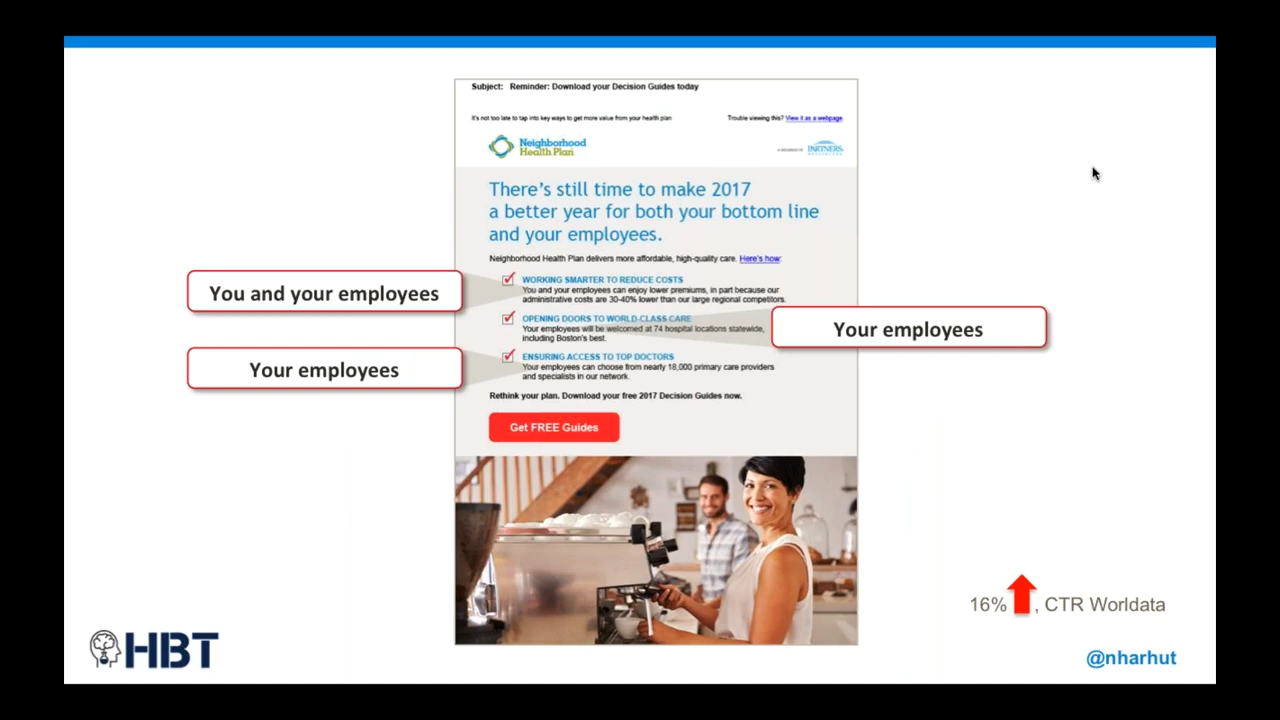 Subject: Reminder: Download your Decision Guides today
It's not too late to tap into key ways to get more value from your health plan
Trouble viewing this? View it as a webpage.
Neighborhood
Health Plan
A MEMBER OF PARTNERS
HEALTHCARE
There's still time to make 2017
a better year for both your bottom line
and your employees.
Neighborhood Health Plan delivers more affordable, high-quality care. Here's how:
WORKING SMARTER TO REDUCE COSTS
You and your employees can enjoy lower premiums, in part because our
administrative costs are 30-40% lower than our large regional competitors.
You and your employees
OPENING DOORS TO WORLD-CLASS CARE
Your employees will be welcomed at 74 hospital locations statewide,
including Boston's best.
Your employees
ENSURING ACCESS TO TOP DOCTORS
Your employees can choose from nearly 18,000 primary care providers
and specialists in our network.
Your employees
Rethink your plan. Download your free 2017 Decision Guides now.
Get FREE Guides
16% , CTR Worldata
HBT
@nharhut